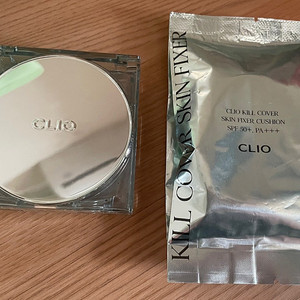 CLIO
KILL COVER SKIN FIXER
CLIO KILL COVER
SKIN FIXER CUSHION
SPF 50+, PA+++
CLIO